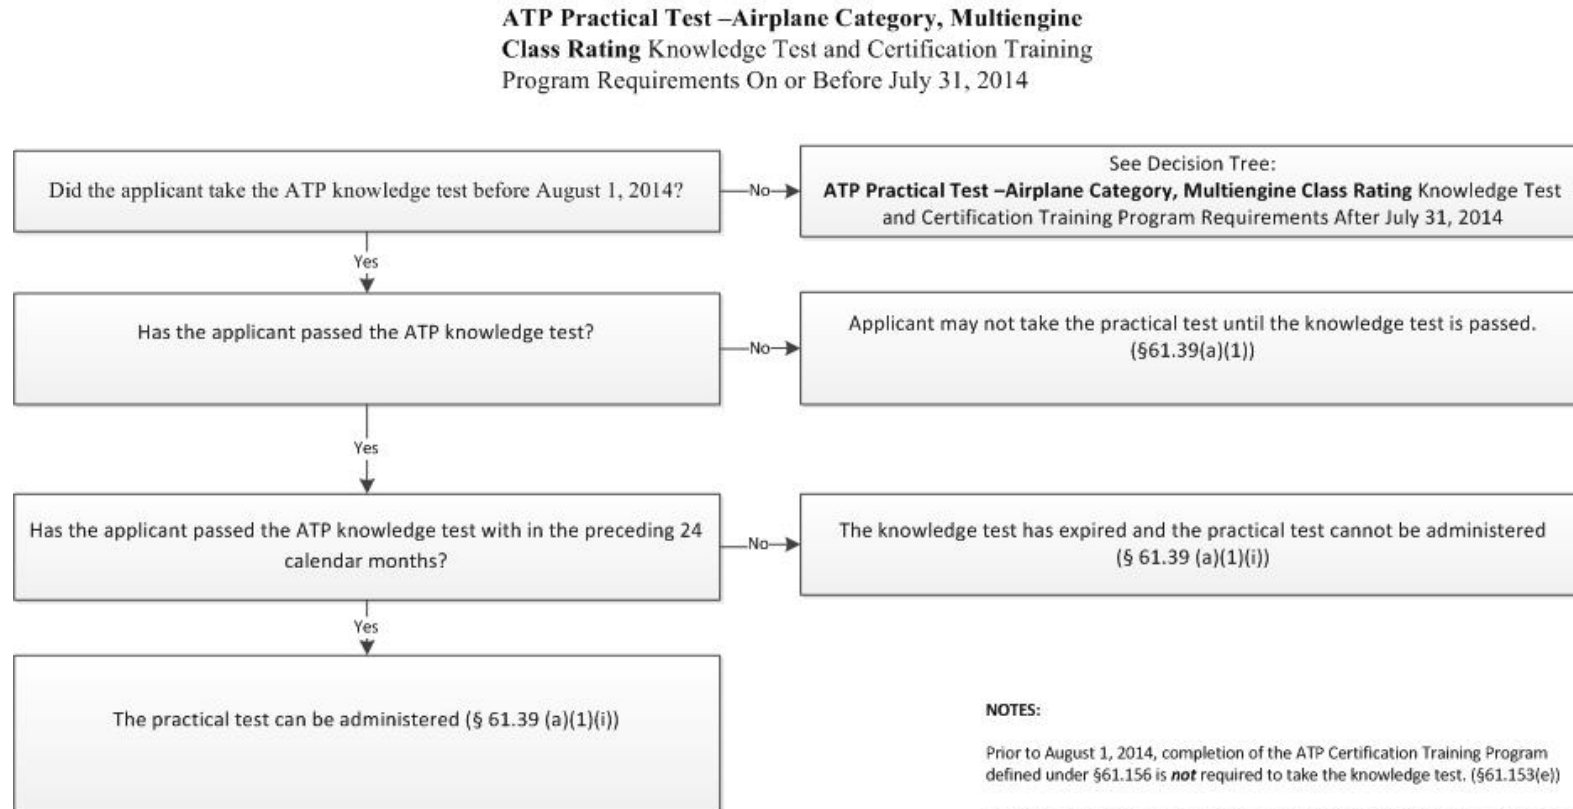 ATP Practical Test –Airplane Category, Multiengine
Class Rating Knowledge Test and Certification Training
Program Requirements On or Before July 31, 2014
Did the applicant take the ATP knowledge test before August 1, 2014?
No
See Decision Tree:
ATP Practical Test –Airplane Category, Multiengine Class Rating Knowledge Test
and Certification Training Program Requirements After July 31, 2014
Yes
Has the applicant passed the ATP knowledge test?
No
Applicant may not take the practical test until the knowledge test is passed.
(§61.39(a)(1))
Yes
Has the applicant passed the ATP knowledge test with in the preceding 24
calendar months?
No
The knowledge test has expired and the practical test cannot be administered
(§ 61.39 (a)(1)(i))
Yes
The practical test can be administered (§ 61.39 (a)(1)(i))
NOTES:
Prior to August 1, 2014, completion of the ATP Certification Training Program
defined under §61.156 is not required to take the knowledge test. (§61.153(e))